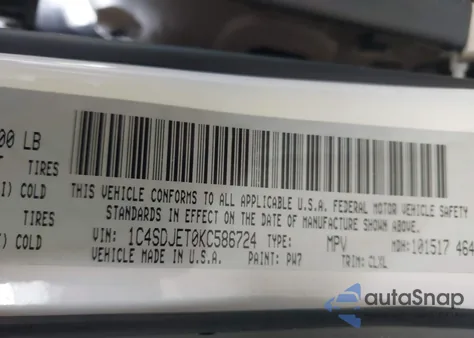 00 LB
TIRES
I) COLD
TIRES
) COLD
THIS VEHICLE CONFORMS TO ALL APPLICABLE U.S.A. FEDERAL MOTOR VEHICLE SAFETY
STANDARDS IN EFFECT ON THE DATE OF MANUFACTURE SHOWN ABOVE.
VIN: 1C4SDJET0KC586724 TYPE: MPV MDH:101517 464
VEHICLE MADE IN U.S.A. PAINT: PW7 TRIM: CLXL
autoSnap